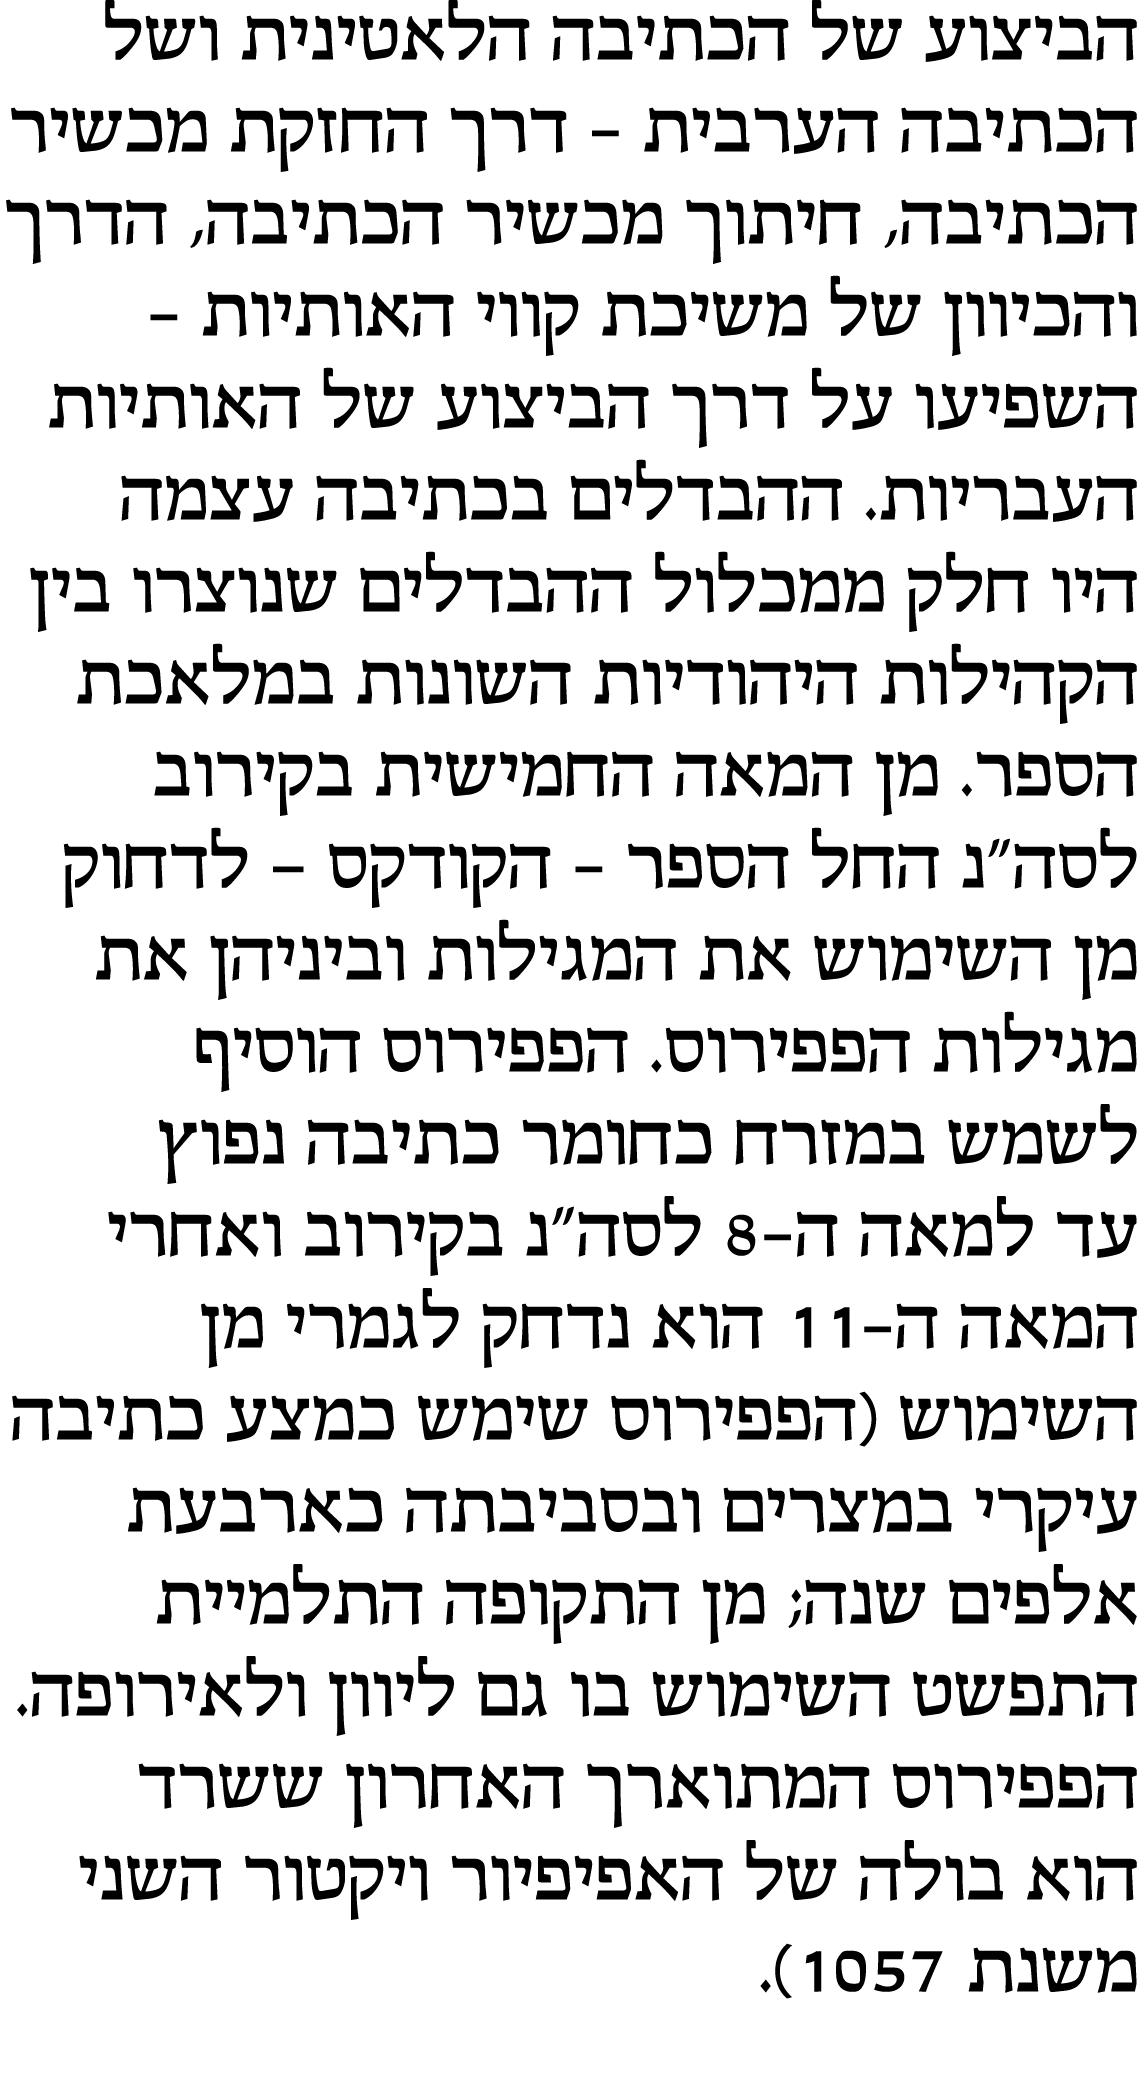 הביצוע של הכתיבה הלאטינית ושל
הכתיבה הערבית – דרך החזקת מכשיר
הכתיבה, חיתוך מכשיר הכתיבה, הדרך
והכיוון של משיכת קווי האותיות –
השפיעו על דרך הביצוע של האותיות
העבריות. ההבדלים בכתיבה עצמה
היו חלק ממכלול ההבדלים שנוצרו בין
הקהילות היהודיות השונות במלאכת
הספר. מן המאה החמישית בקירוב
לסה"נ החל הספר – הקודקס – לדחוק
מן השימוש את המגילות וביניהן את
מגילות הפפירוס. הפפירוס הוסיף
לשמש במזרח כחומר כתיבה נפוץ
עד למאה ה-8 לסה"נ בקירוב ואחרי
המאה ה-11 הוא נדחק לגמרי מן
השימוש (הפפירוס שימש כמצע כתיבה
עיקרי במצרים ובסביבתה כארבעת
אלפים שנה; מן התקופה התלמיית
התפשט השימוש בו גם ליוון ולאירופה.
הפפירוס המתוארך האחרון ששרד
הוא בולה של האפיפיור ויקטור השני
משנת 1057).